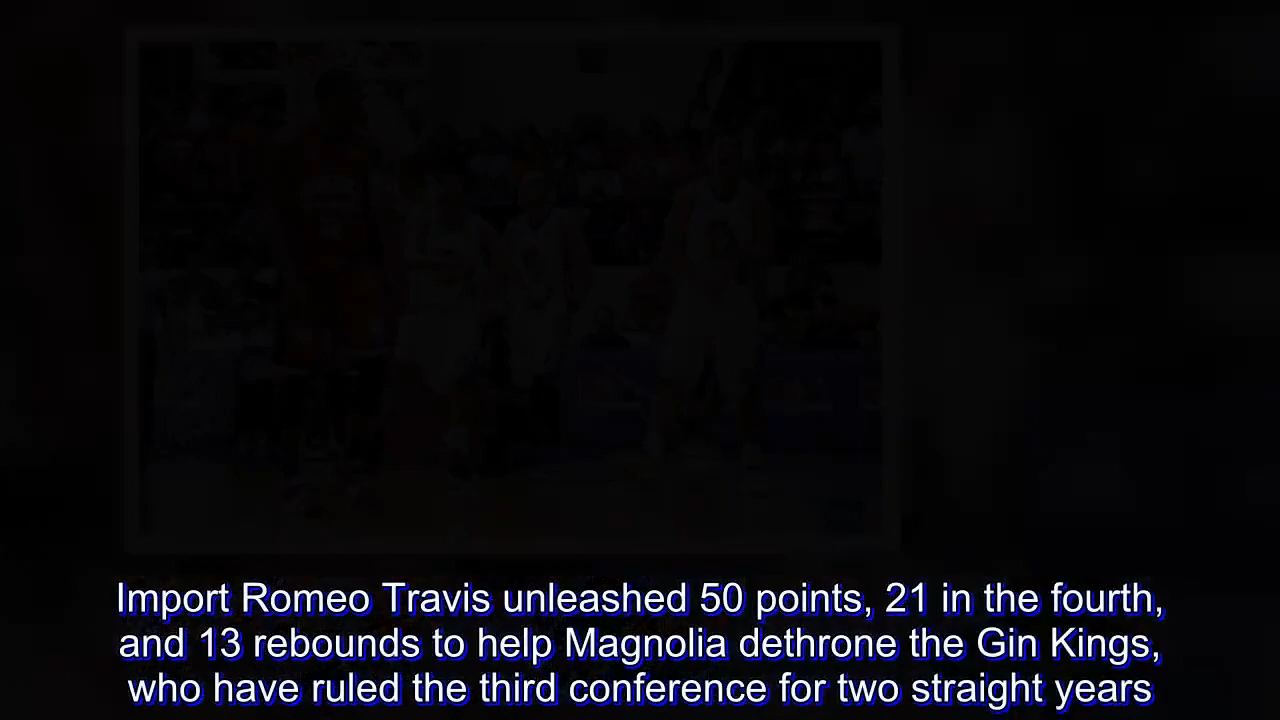 Import Romeo Travis unleashed 50 points, 21 in the fourth,
and 13 rebounds to help Magnolia dethrone the Gin Kings,
who have ruled the third conference for two straight years